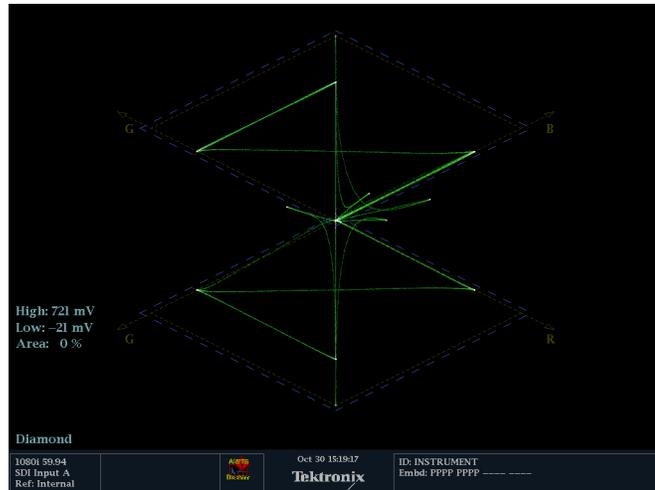 G
B
High: 721 mV
Low: −21 mV
Area: 0 %
G
R
Diamond
1080i 59.94
SDI Input A
Ref: Internal
Oct 30 15:19:17
Tektronix
ID: INSTRUMENT
Embd: PPPP PPPP –––– ––––